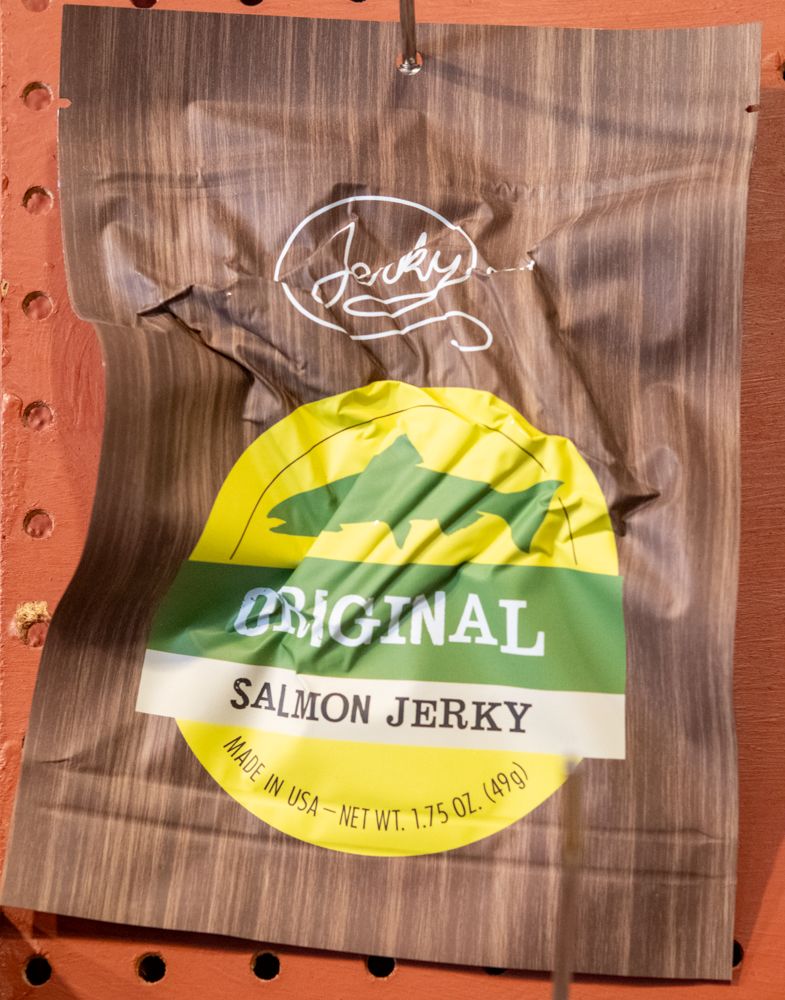 Jerky
ORIGINAL
SALMON JERKY
MADE IN USA – NET WT. 1.75 OZ. (49g)